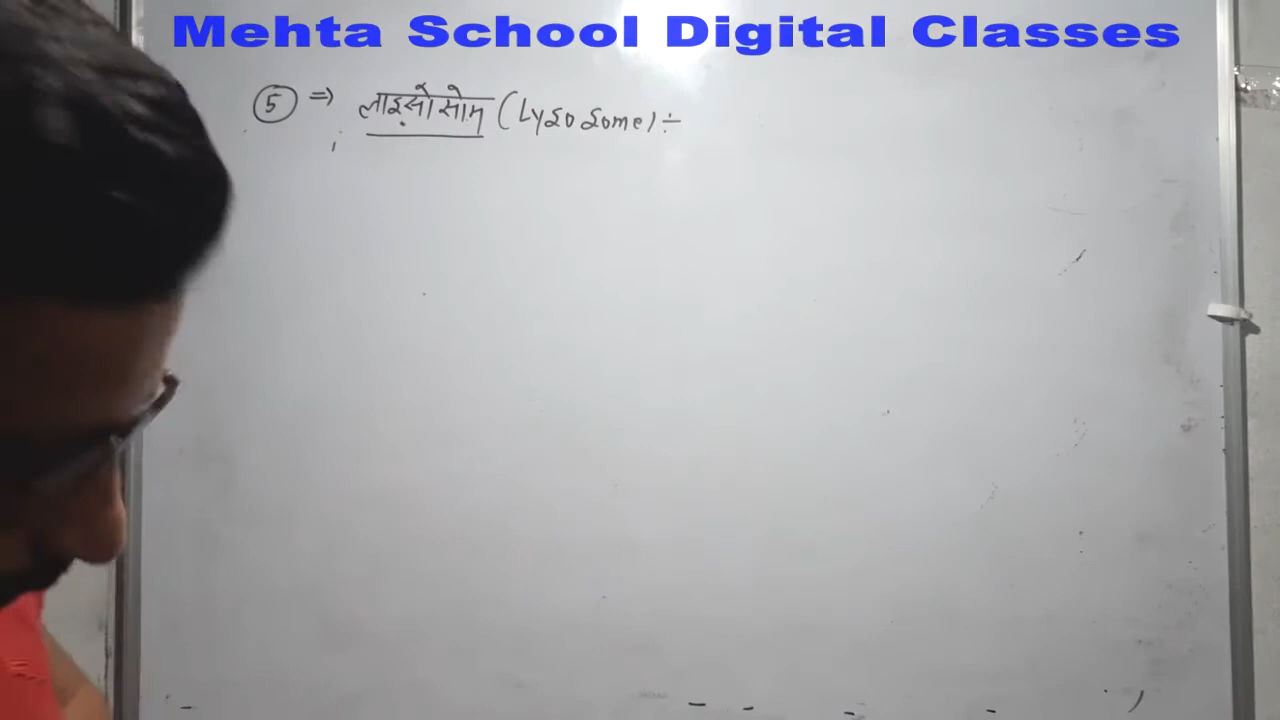 Mehta School Digital Classes
⑤ ⇒ लाइसोसोम (Lysosome) ÷